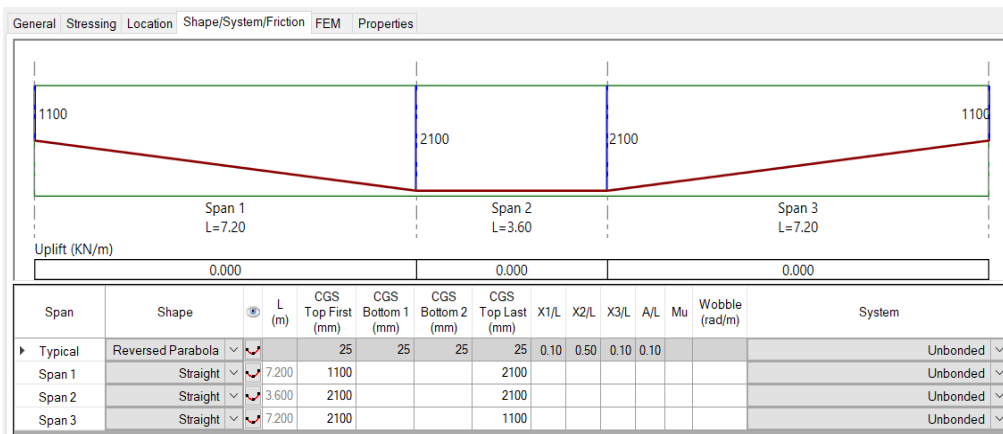 General Stressing Location Shape/System/Friction FEM Properties
1100 2100 2100 1100
Span 1 Span 2 Span 3
L=7.20 L=3.60 L=7.20
Uplift (KN/m)
0.000 0.000 0.000
Span Shape L (m) CGS Top First (mm) CGS Bottom 1 (mm) CGS Bottom 2 (mm) CGS Top Last (mm) X1/L X2/L X3/L A/L Mu Wobble (rad/m) System
Typical Reversed Parabola 25 25 25 25 0.10 0.50 0.10 0.10 Unbonded
Span 1 Straight 7.200 1100 2100 Unbonded
Span 2 Straight 3.600 2100 2100 Unbonded
Span 3 Straight 7.200 2100 1100 Unbonded